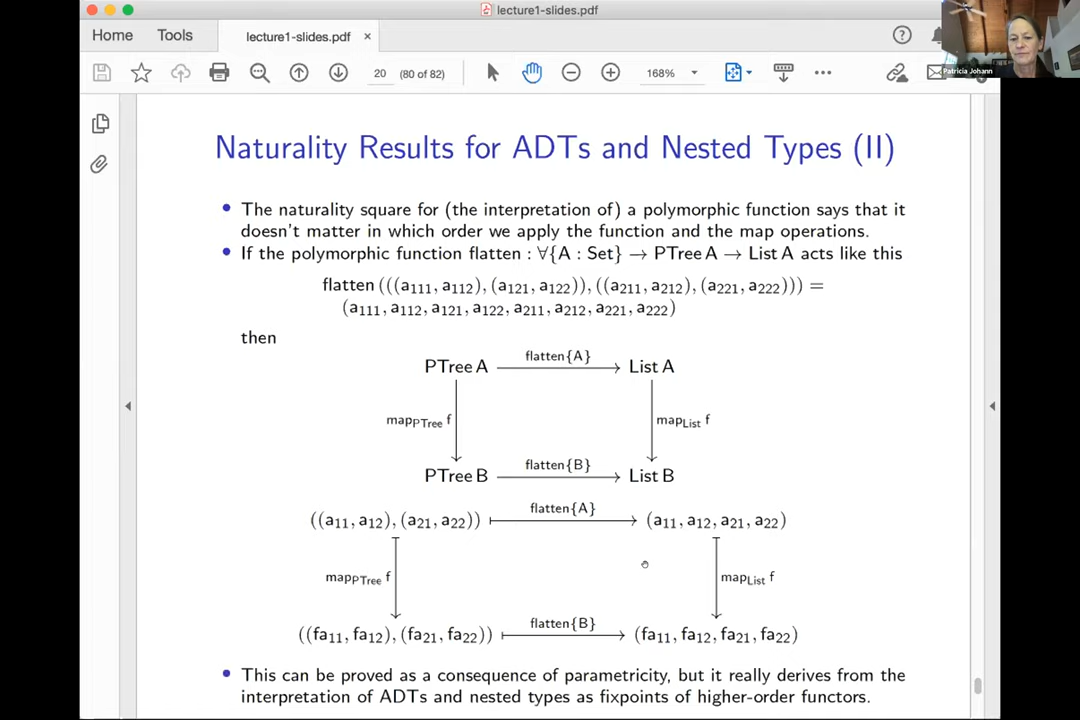 lecture1-slides.pdf
Home Tools lecture1-slides.pdf ×
20 (80 of 82) 168%
Patricia Johann
Naturality Results for ADTs and Nested Types (II)
• The naturality square for (the interpretation of) a polymorphic function says that it
doesn't matter in which order we apply the function and the map operations.
• If the polymorphic function flatten : ∀{A : Set} → PTree A → List A acts like this
flatten (((a₁₁₁, a₁₁₂), (a₁₂₁, a₁₂₂)), ((a₂₁₁, a₂₁₂), (a₂₂₁, a₂₂₂))) =
(a₁₁₁, a₁₁₂, a₁₂₁, a₁₂₂, a₂₁₁, a₂₁₂, a₂₂₁, a₂₂₂)
then
flatten{A}
PTree A List A
mapPTree f mapList f
flatten{B}
PTree B List B
flatten{A}
((a₁₁, a₁₂), (a₂₁, a₂₂)) (a₁₁, a₁₂, a₂₁, a₂₂)
mapPTree f mapList f
flatten{B}
((fa₁₁, fa₁₂), (fa₂₁, fa₂₂)) (fa₁₁, fa₁₂, fa₂₁, fa₂₂)
• This can be proved as a consequence of parametricity, but it really derives from the
interpretation of ADTs and nested types as fixpoints of higher-order functors.